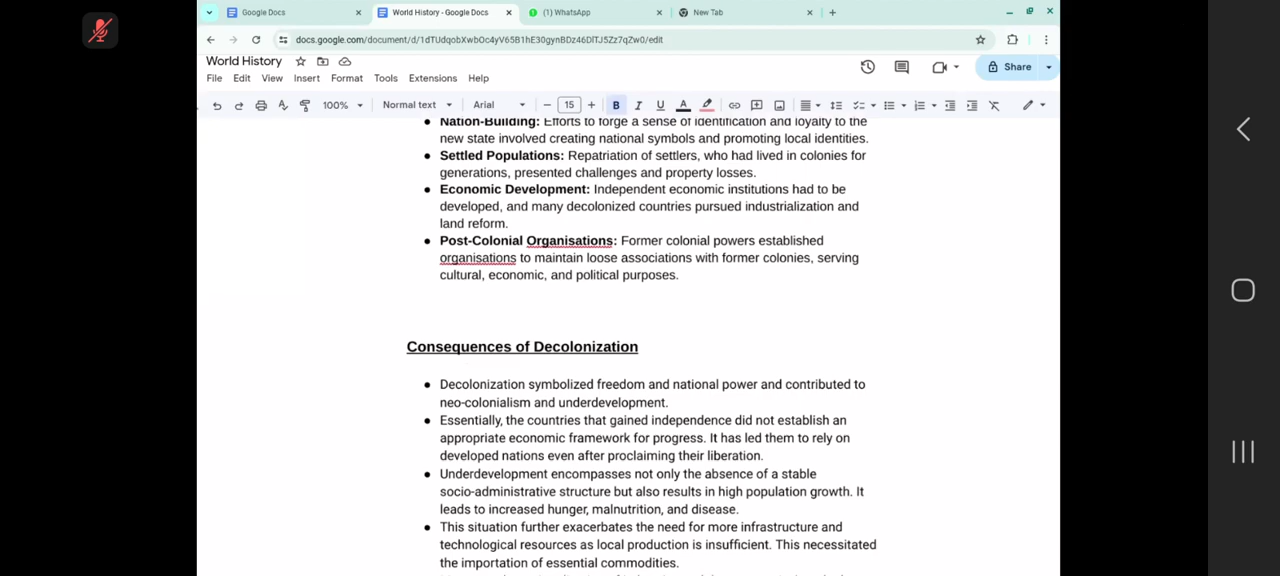 Google Docs
World History - Google Docs
(1) WhatsApp
New Tab
docs.google.com/document/d/1dTUdqobXwbOc4yV65B1hE30gynBDz46DlTJ5Zz7qZw0/edit
World History
Share
File Edit View Insert Format Tools Extensions Help
100% Normal text Arial 15 B I U A
Nation-Building: Efforts to forge a sense of identification and loyalty to the
new state involved creating national symbols and promoting local identities.
Settled Populations: Repatriation of settlers, who had lived in colonies for
generations, presented challenges and property losses.
Economic Development: Independent economic institutions had to be
developed, and many decolonized countries pursued industrialization and
land reform.
Post-Colonial Organisations: Former colonial powers established
organisations to maintain loose associations with former colonies, serving
cultural, economic, and political purposes.
Consequences of Decolonization
Decolonization symbolized freedom and national power and contributed to
neo-colonialism and underdevelopment.
Essentially, the countries that gained independence did not establish an
appropriate economic framework for progress. It has led them to rely on
developed nations even after proclaiming their liberation.
Underdevelopment encompasses not only the absence of a stable
socio-administrative structure but also results in high population growth. It
leads to increased hunger, malnutrition, and disease.
This situation further exacerbates the need for more infrastructure and
technological resources as local production is insufficient. This necessitated
the importation of essential commodities.